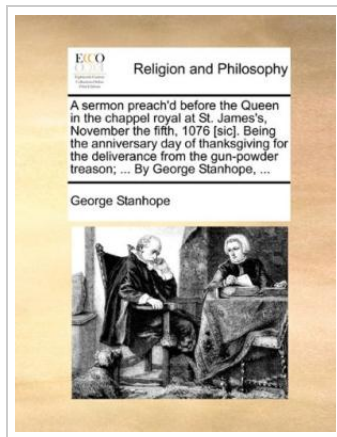 ECCO
Religion and Philosophy
A sermon preach'd before the Queen
in the chappel royal at St. James's,
November the fifth, 1076 [sic]. Being
the anniversary day of thanksgiving for
the deliverance from the gun-powder
treason; ... By George Stanhope, ...
George Stanhope